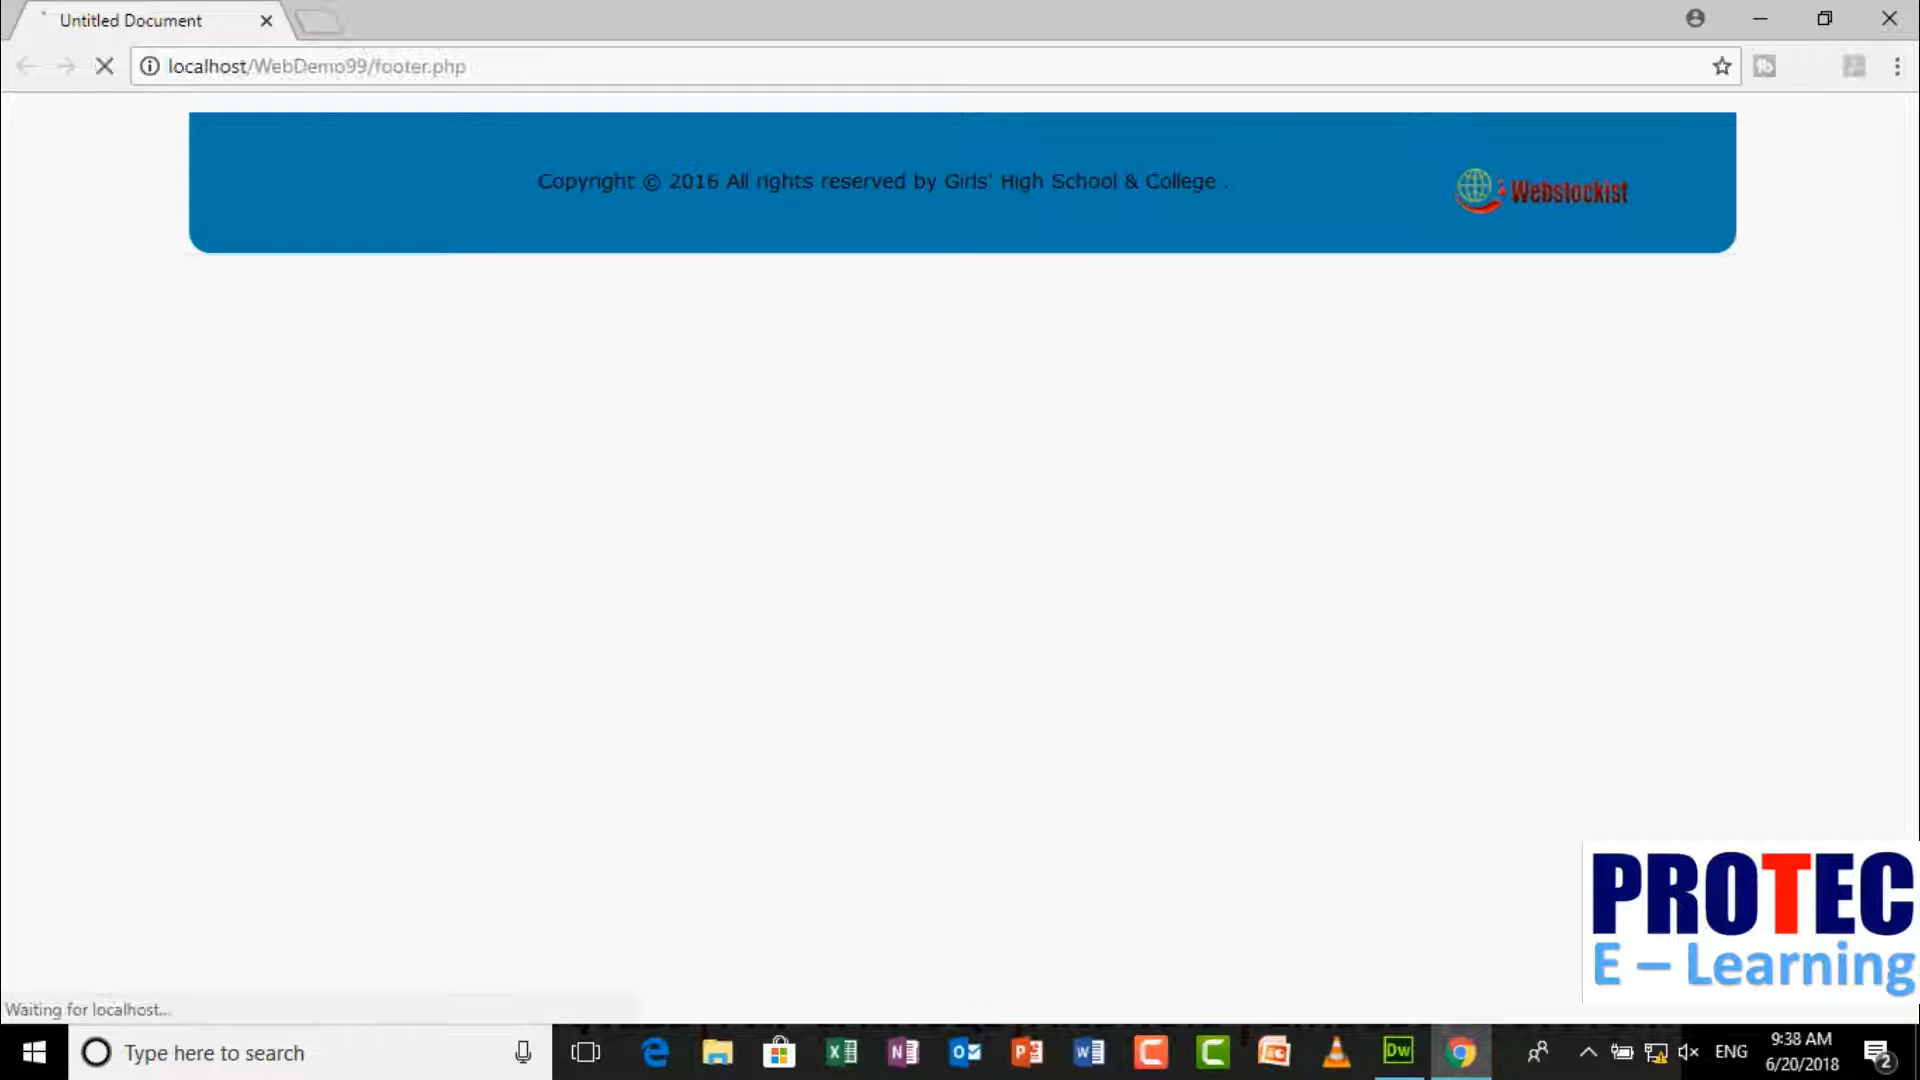 Untitled Document
localhost/WebDemo99/footer.php
Copyright © 2016 All rights reserved by Girls' High School & College .
Webstockist
PROTEC
E – Learning
Waiting for localhost...
Type here to search
ENG
9:38 AM
6/20/2018
2